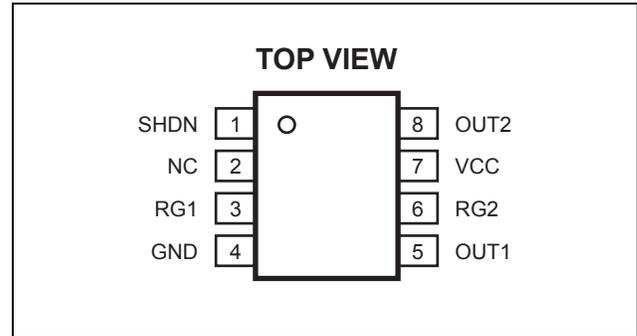 TOP VIEW
SHDN 1 8 OUT2
NC 2 7 VCC
RG1 3 6 RG2
GND 4 5 OUT1